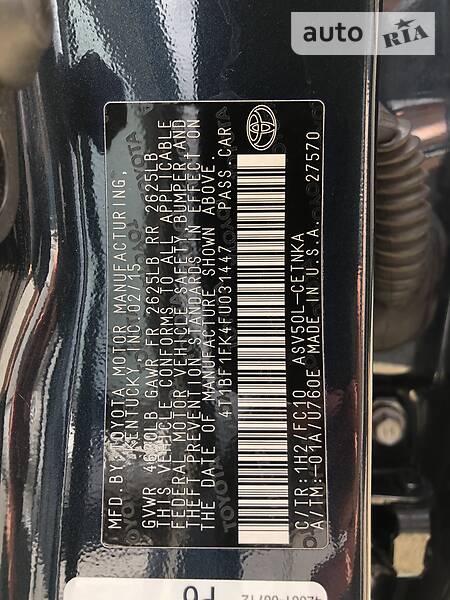 auto RIA
MFD.BY:TOYOTA MOTOR MANUFACTURING,
KENTUCKY,INC.02/15
GVWR 4630LB GAWR FR 2625LB RR 2625LB
THIS VEHICLE CONFORMS TO ALL APPLICABLE
FEDERAL MOTOR VEHICLE SAFETY,BUMPER,AND
THEFT PREVENTION STANDARDS IN EFFECT ON
THE DATE OF MANUFACTURE SHOWN ABOVE.
4T1BF1FK4FU031447 PASS.CAR
C/TR:1H2/FC10 ASV50L-CETNKA
A/TM:-01A/U760E MADE IN U.S.A. 27570